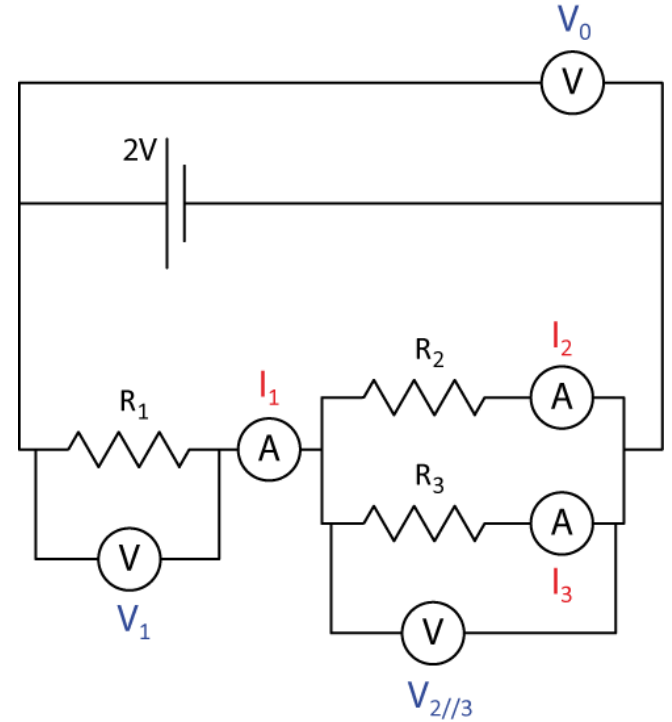 V₀
V
2V
I₂
R₂
A
I₁
R₁
A
R₃
A
V
I₃
V₁
V
V₂//₃